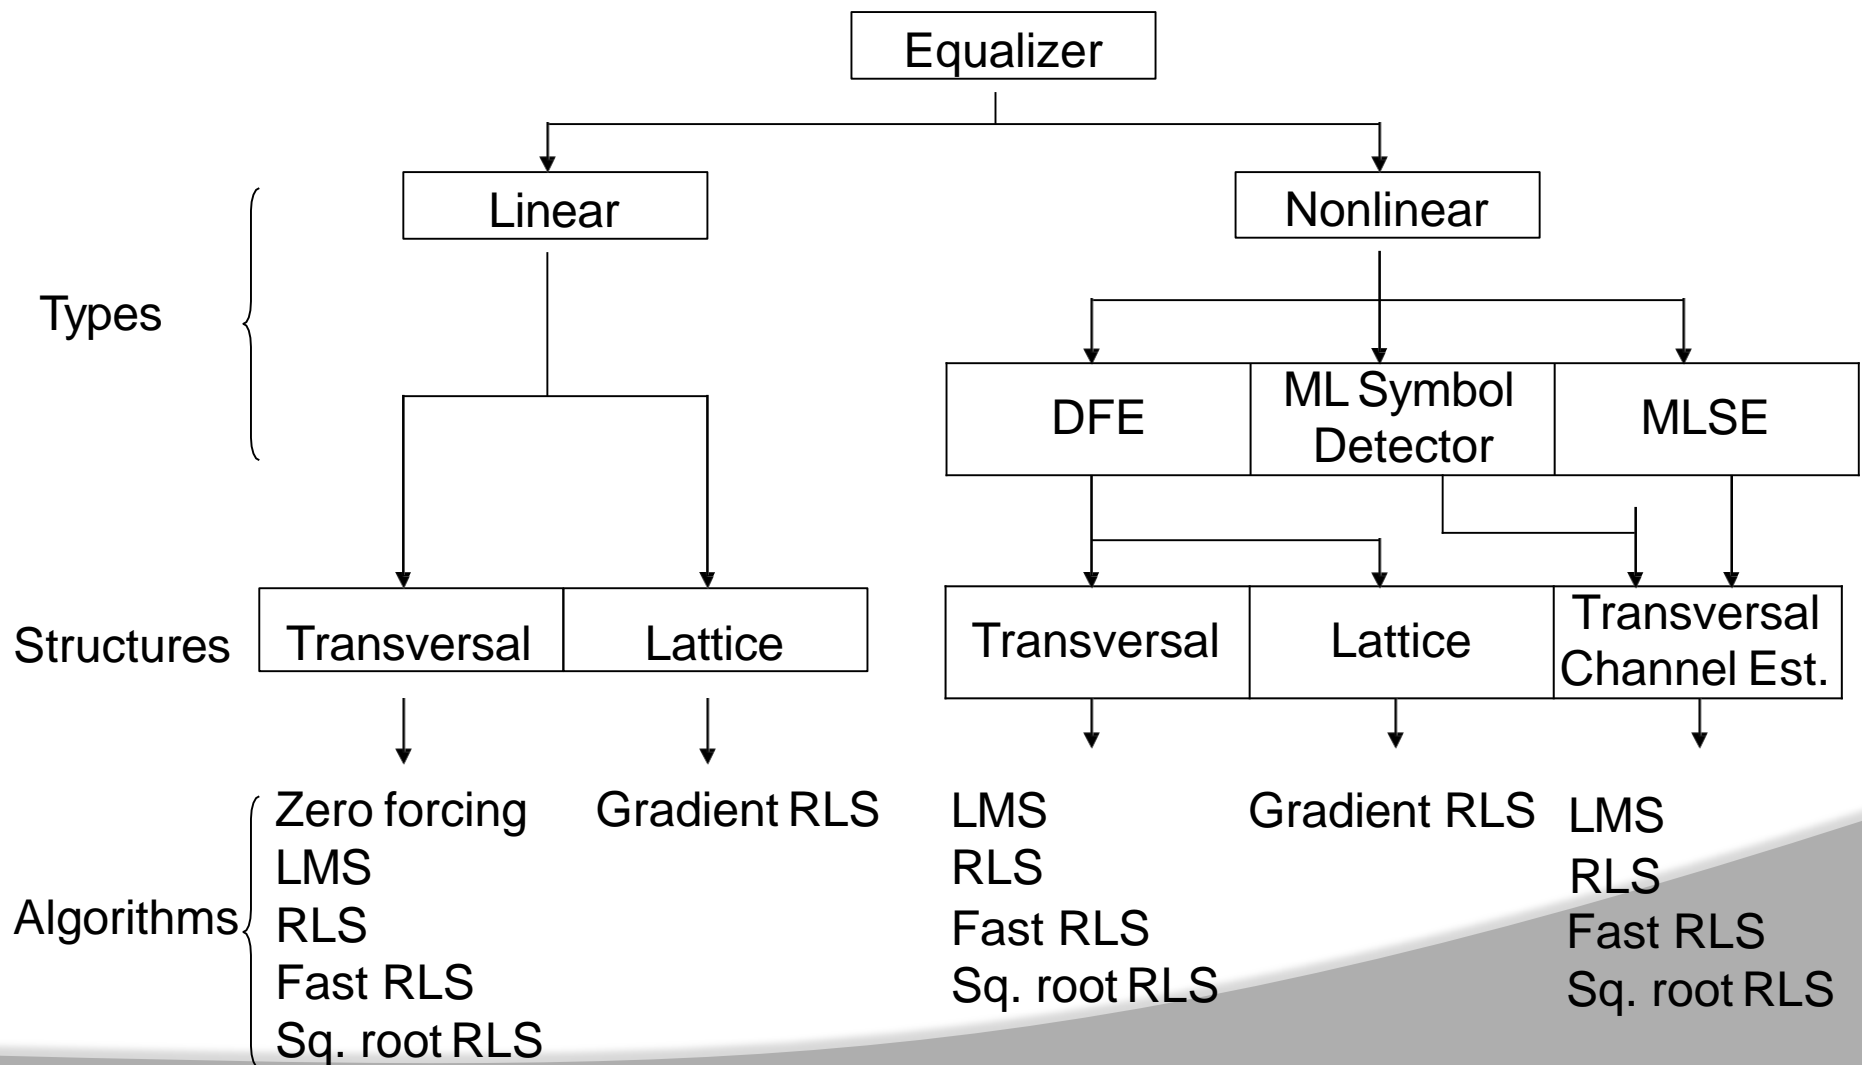 Equalizer
Linear
Nonlinear
Types
DFE
ML Symbol
Detector
MLSE
Structures
Transversal
Lattice
Transversal
Lattice
Transversal
Channel Est.
Algorithms
Zero forcing
LMS
RLS
Fast RLS
Sq. root RLS
Gradient RLS
LMS
RLS
Fast RLS
Sq. root RLS
Gradient RLS
LMS
RLS
Fast RLS
Sq. root RLS